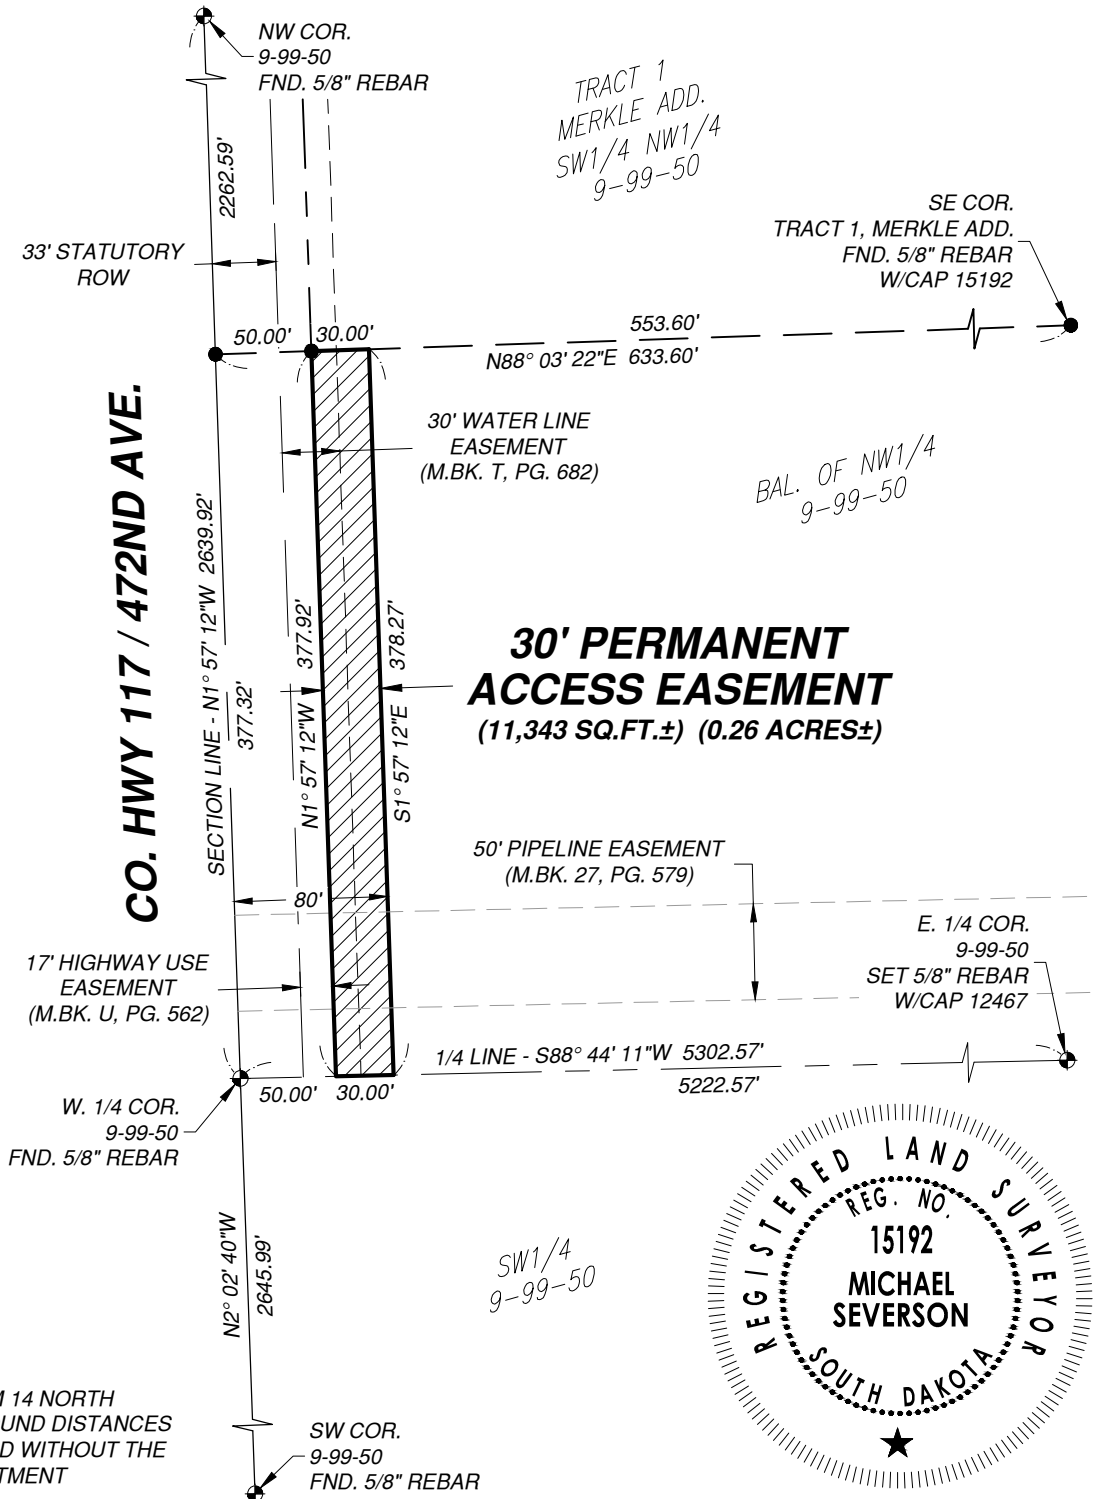 NW COR.
9-99-50
FND. 5/8" REBAR
TRACT 1
MERKLE ADD.
SW1/4 NW1/4
9-99-50
2262.59'
33' STATUTORY
ROW
SE COR.
TRACT 1, MERKLE ADD.
FND. 5/8" REBAR
W/CAP 15192
50.00'
30.00'
553.60'
N88° 03' 22"E 633.60'
30' WATER LINE
EASEMENT
(M.BK. T, PG. 682)
BAL. OF NW1/4
9-99-50
CO. HWY 117 / 472ND AVE.
SECTION LINE - N1° 57' 12"W 2639.92'
377.32'
N1° 57' 12"W 377.92'
S1° 57' 12"E 378.27'
30' PERMANENT
ACCESS EASEMENT
(11,343 SQ.FT.±) (0.26 ACRES±)
50' PIPELINE EASEMENT
(M.BK. 27, PG. 579)
80'
17' HIGHWAY USE
EASEMENT
(M.BK. U, PG. 562)
E. 1/4 COR.
9-99-50
SET 5/8" REBAR
W/CAP 12467
1/4 LINE - S88° 44' 11"W 5302.57'
5222.57'
50.00'
30.00'
W. 1/4 COR.
9-99-50
FND. 5/8" REBAR
N2° 02' 40"W
2645.99'
SW1/4
9-99-50
REGISTERED LAND SURVEYOR
REG. NO.
15192
MICHAEL
SEVERSON
SOUTH DAKOTA
14 NORTH
UND DISTANCES
D WITHOUT THE
TMENT
SW COR.
9-99-50
FND. 5/8" REBAR